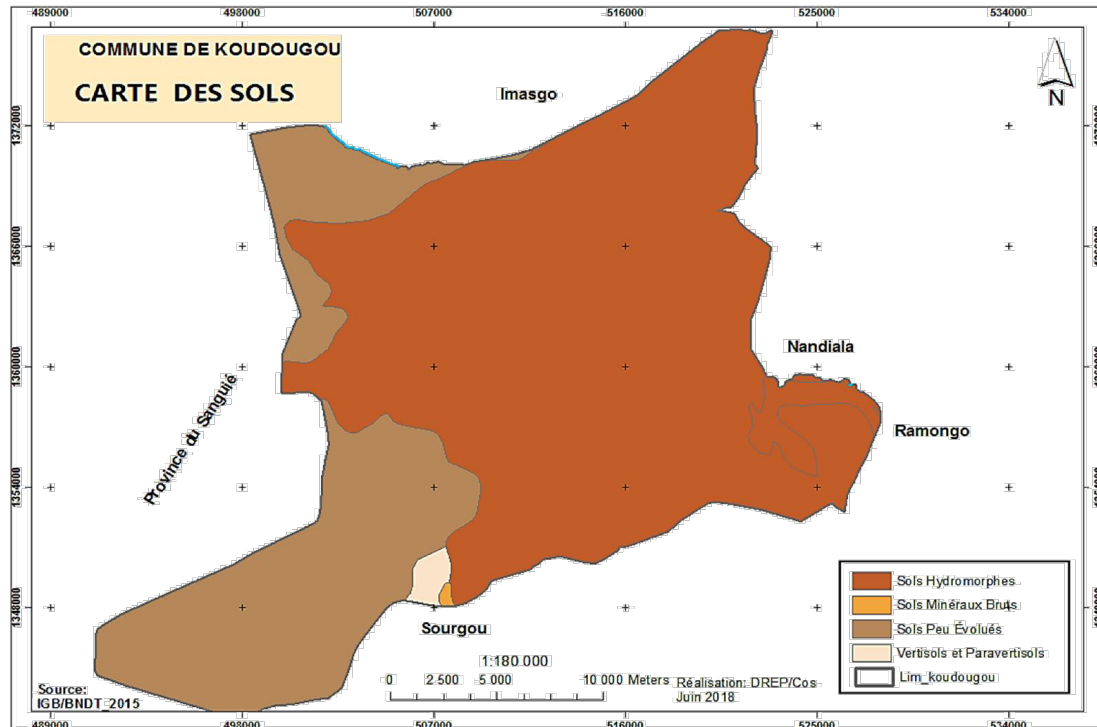 489000 498000 507000 516000 525000 534000
COMMUNE DE KOUDOUGOU
CARTE DES SOLS
N
Imasgo
1372000
1366000
1360000
1354000
1348000
Nandiala
Ramongo
Province du Sanguié
Sourgou
Sols Hydromorphes
Sols Minéraux Bruts
Sols Peu Évolués
Vertisols et Paravertisols
Lim_koudougou
1:180 000
0 2 500 5 000 10 000 Meters
Source:
IGB/BNDT_2015
Réalisation: DREP/Cos
Juin 2018
489000 498000 507000 516000 525000 534000